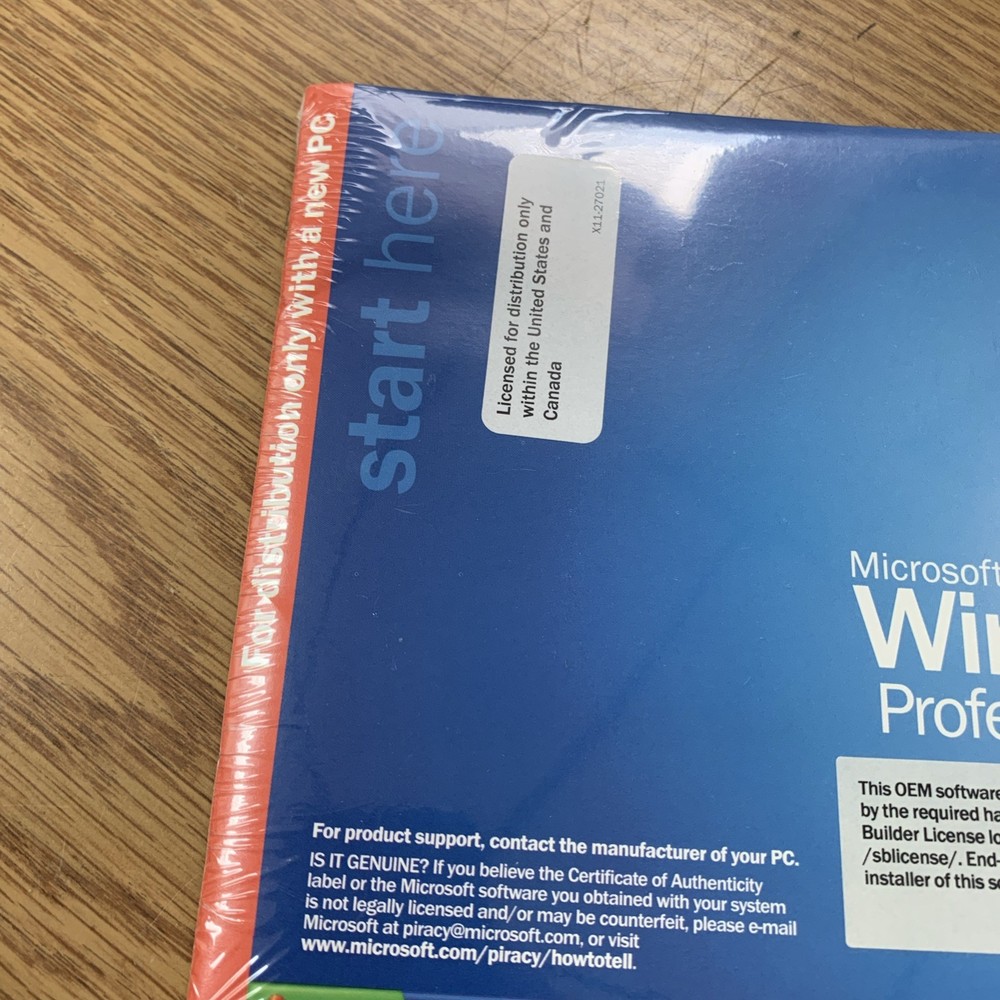 For distribution only with a new PC
start here
Licensed for distribution only
within the United States and
Canada
X11-27021
Microsoft
Profe
This OEM software
by the required
Builder License
/sblicense/. End-
installer of this
For product support, contact the manufacturer of your PC.
IS IT GENUINE? If you believe the Certificate of Authenticity
label or the Microsoft software you obtained with your system
is not legally licensed and/or may be counterfeit, please e-mail
Microsoft at piracy@microsoft.com, or visit
www.microsoft.com/piracy/howtotell.